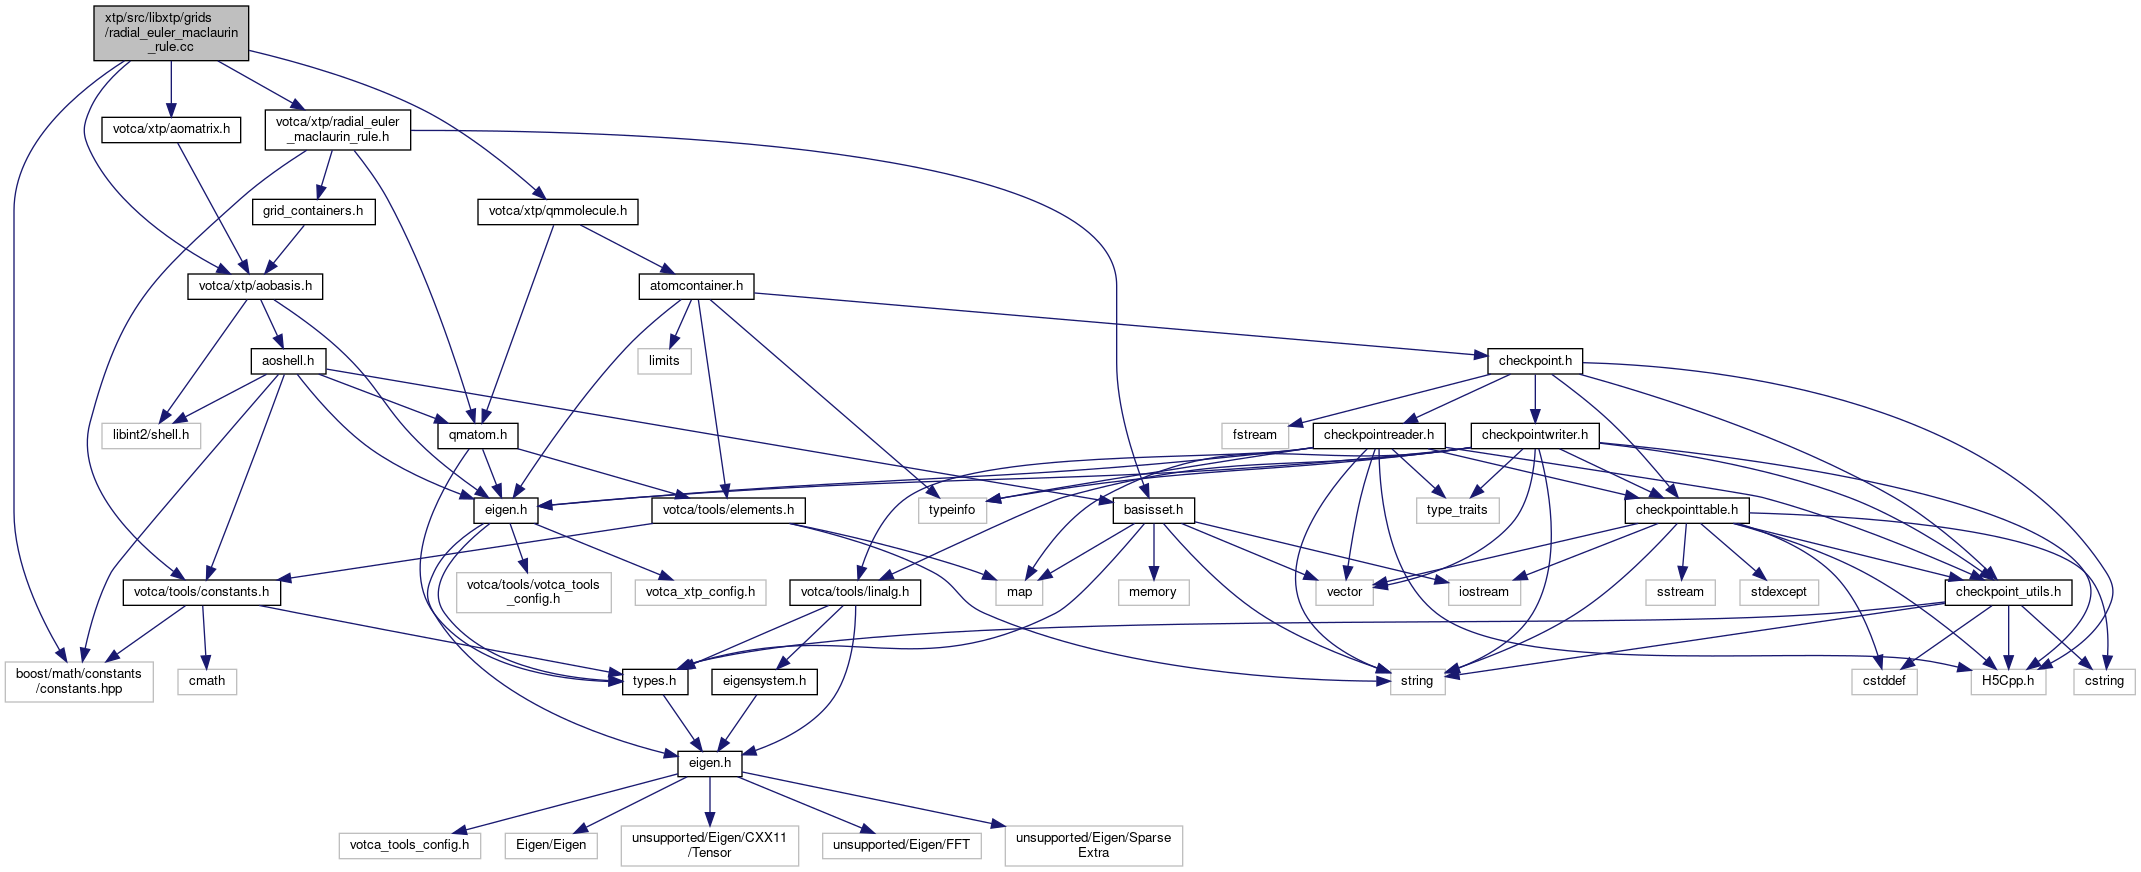 xtp/src/libxtp/grids
/radial_euler_maclaurin
_rule.cc
votca/xtp/aomatrix.h
votca/xtp/radial_euler
_maclaurin_rule.h
grid_containers.h
votca/xtp/qmmolecule.h
votca/xtp/aobasis.h
atomcontainer.h
aoshell.h
limits
checkpoint.h
libint2/shell.h
qmatom.h
fstream
checkpointreader.h
checkpointwriter.h
eigen.h
votca/tools/elements.h
typeinfo
basisset.h
type_traits
checkpointtable.h
votca/tools/constants.h
votca/tools/votca_tools
_config.h
votca_xtp_config.h
votca/tools/linalg.h
map
memory
vector
iostream
sstream
stdexcept
checkpoint_utils.h
boost/math/constants
/constants.hpp
cmath
types.h
eigensystem.h
string
cstddef
H5Cpp.h
cstring
eigen.h
votca_tools_config.h
Eigen/Eigen
unsupported/Eigen/CXX11
/Tensor
unsupported/Eigen/FFT
unsupported/Eigen/Sparse
Extra